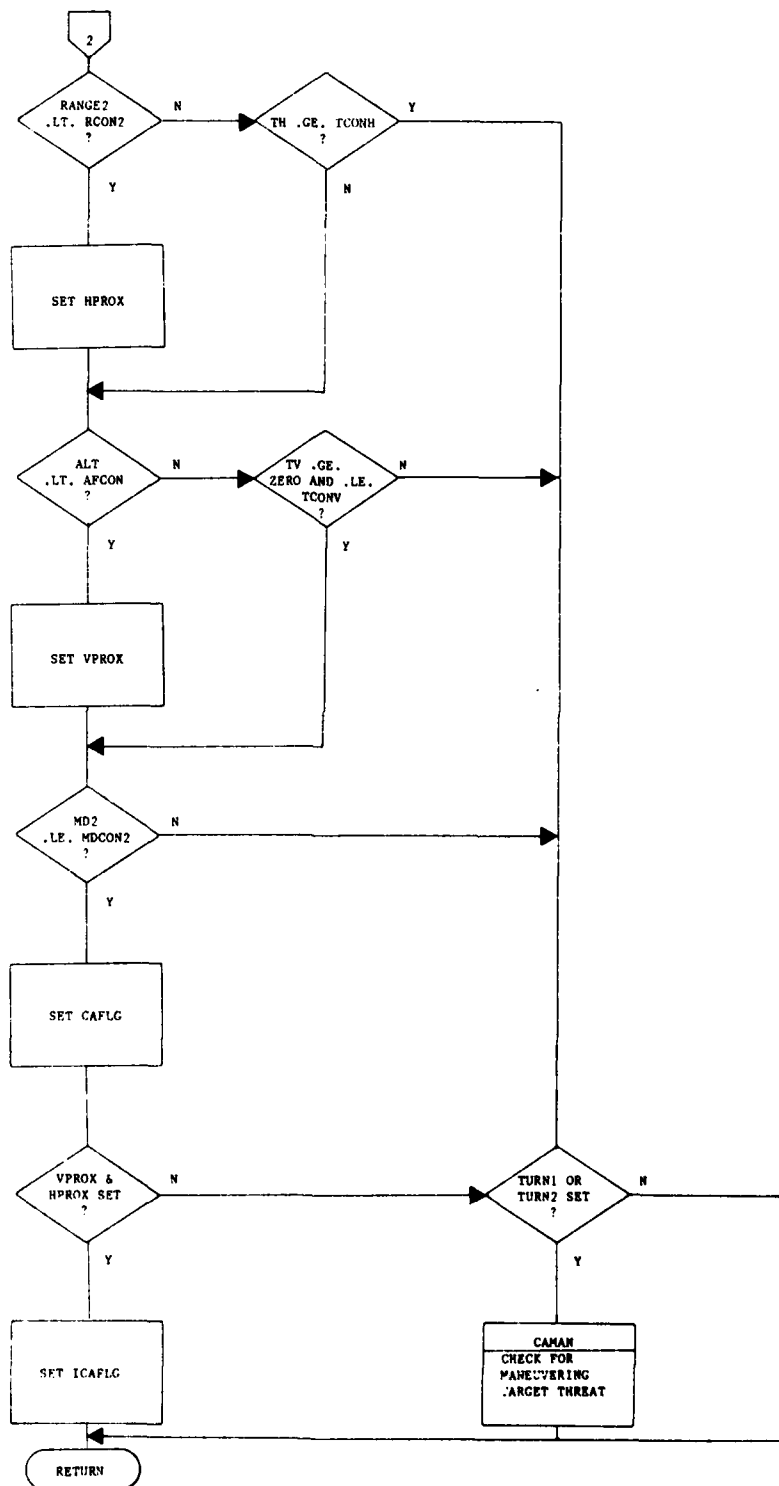 2
RANGE2
.LT. RCON2
?
N
Y
TH .GE. TCONH
?
Y
N
SET HPROX
ALT
.LT. AFCON
?
N
Y
TV .GE.
ZERO AND .LE.
TCONV
?
N
Y
SET VPROX
MD2
.LE. MDCON2
?
N
Y
SET CAFLG
VPROX &
HPROX SET
?
N
Y
TURN1 OR
TURN2 SET
?
N
Y
SET ICAFLG
CAMAN
CHECK FOR
MANEUVERING
TARGET THREAT
RETURN